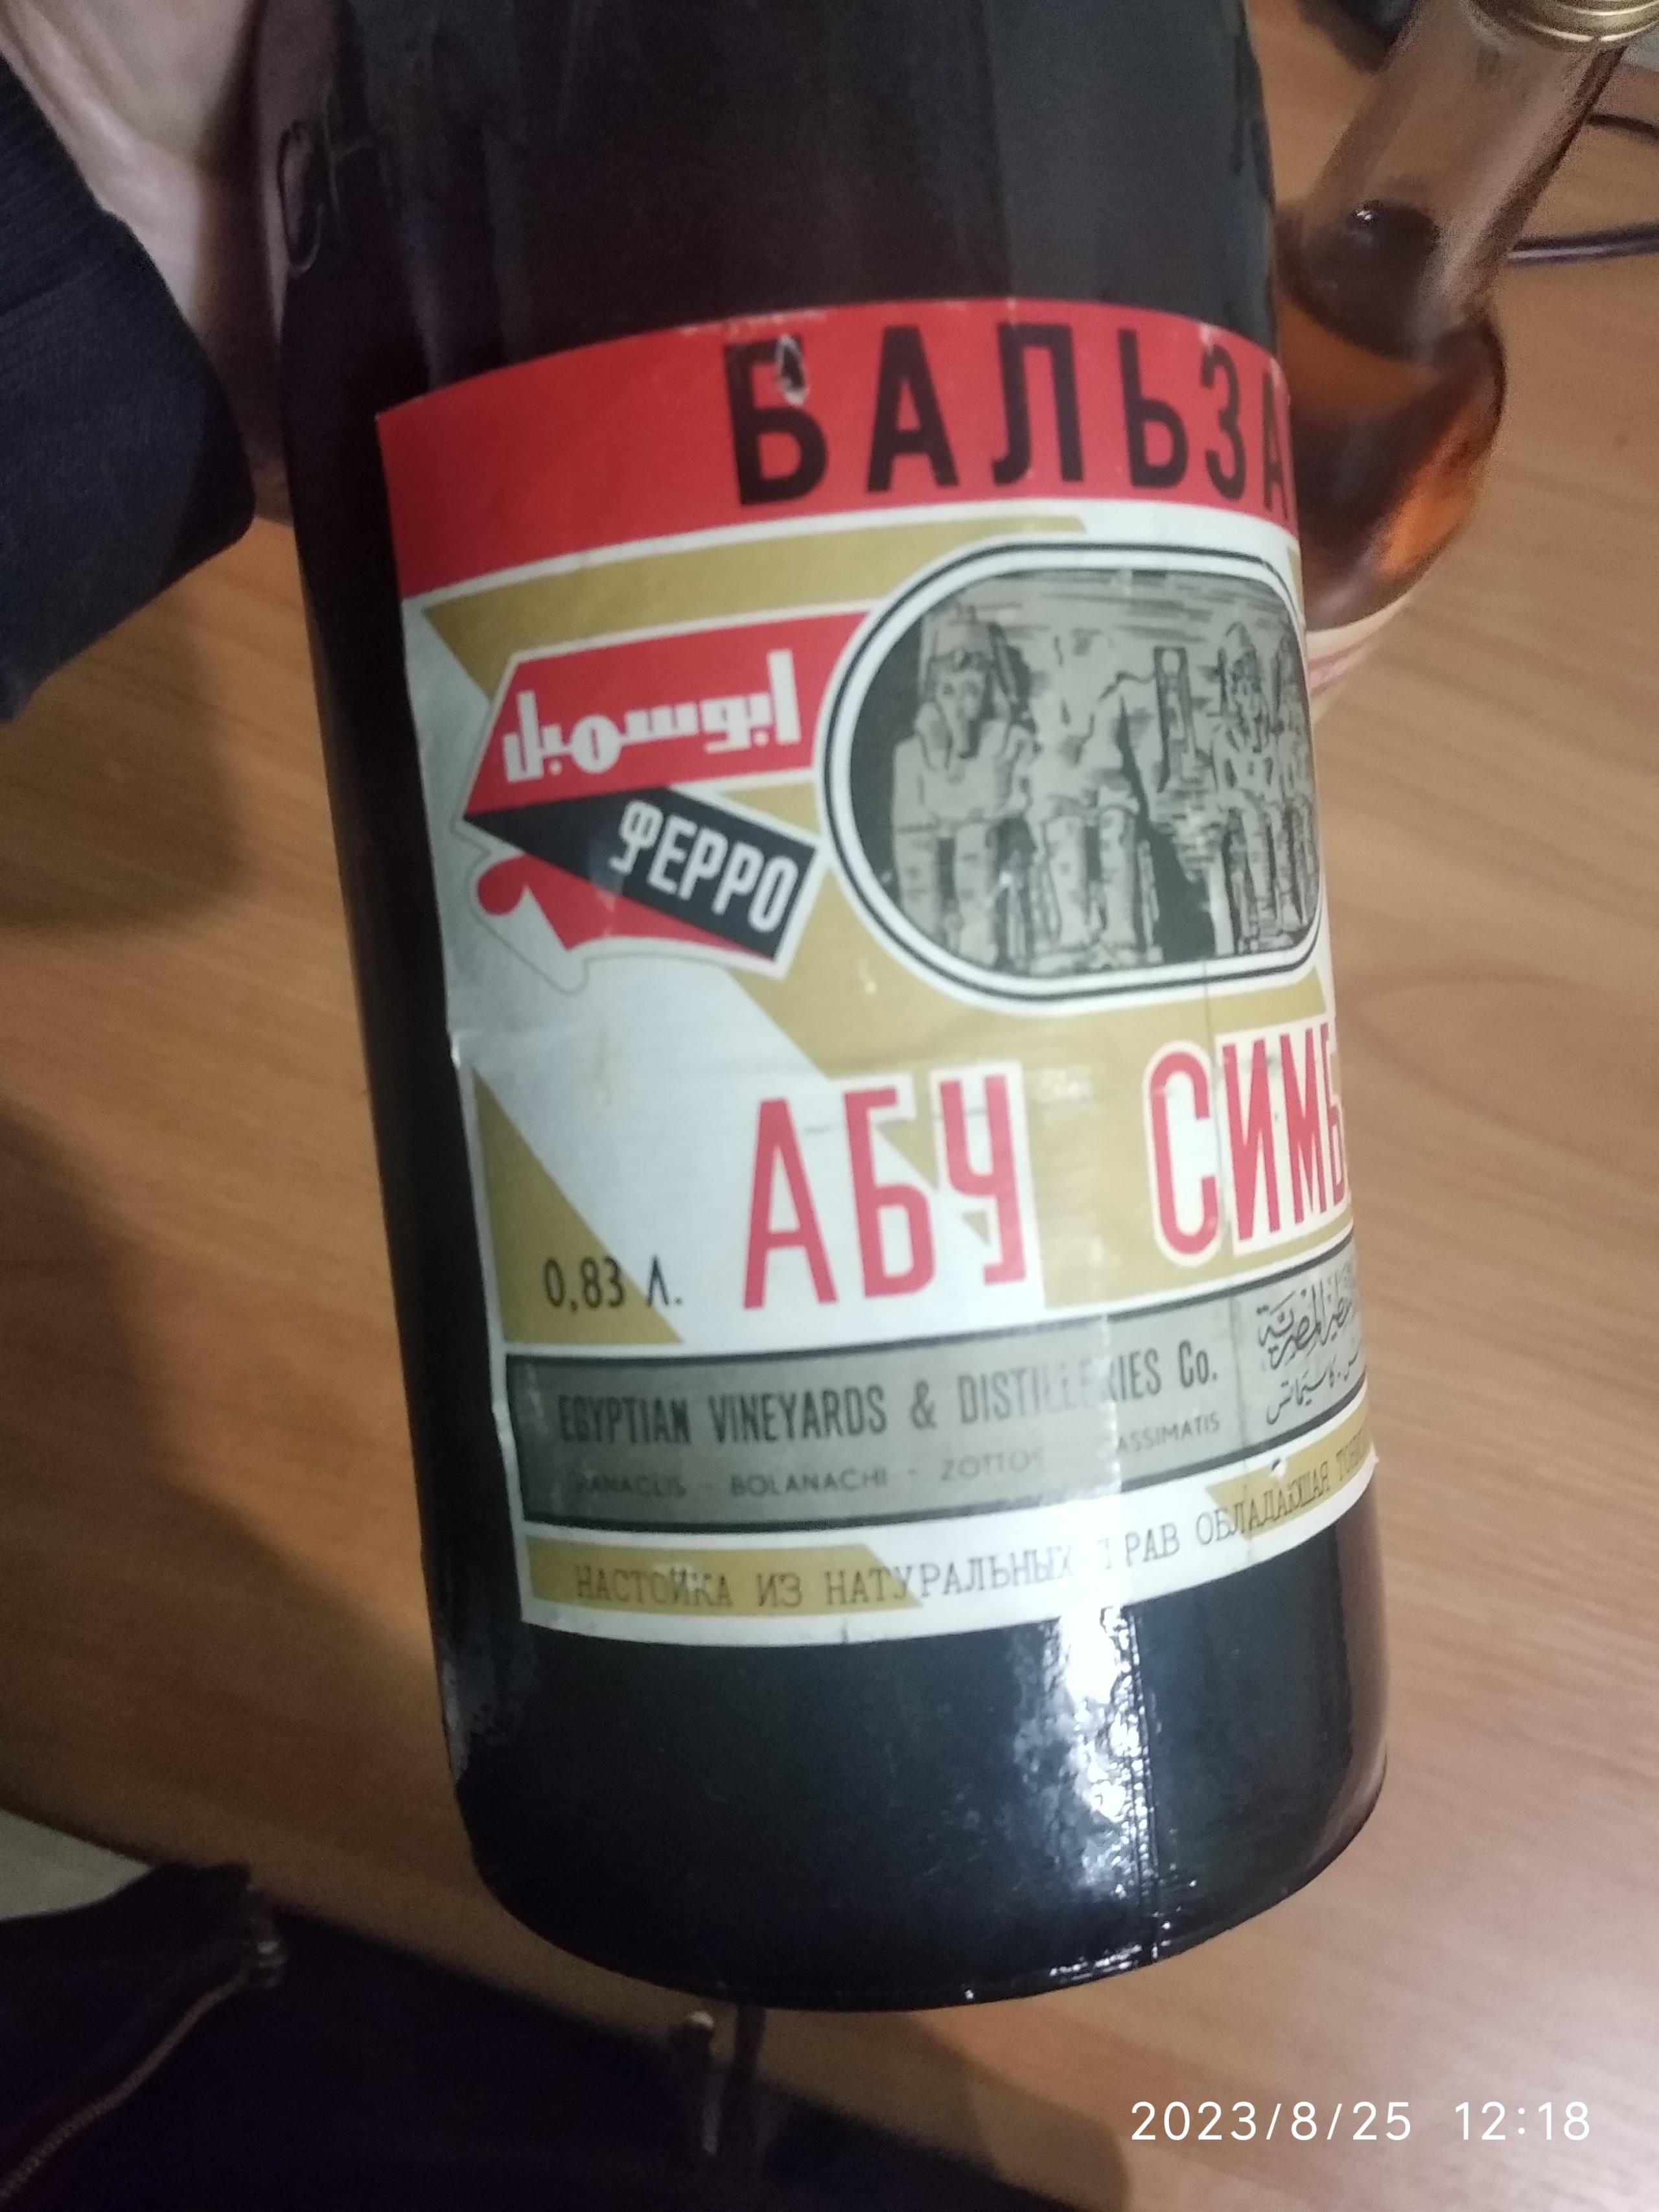 БАЛЬЗА
ابوسمبل
ФЕРРО
АБУ СИМБ
0,83 Л.
EGYPTIAN VINEYARDS & DISTILLERIES Co.
BOLANACHI - ZOTTOS
НАСТОЙКА ИЗ НАТУРАЛЬНЫХ ТРАВ ОБЛАДАЮЩАЯ
2023/8/25 12:18